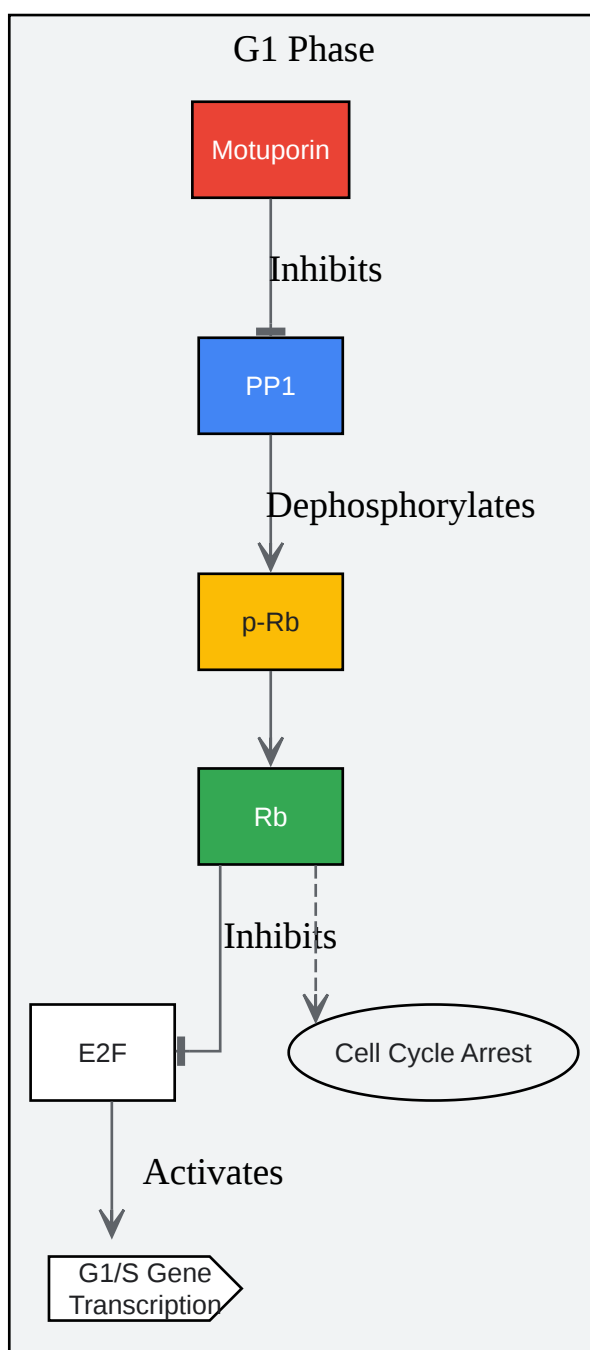 G1 Phase
Motuporin
Inhibits
PP1
Dephosphorylates
p-Rb
Rb
Inhibits
E2F
Cell Cycle Arrest
Activates
G1/S Gene
Transcription